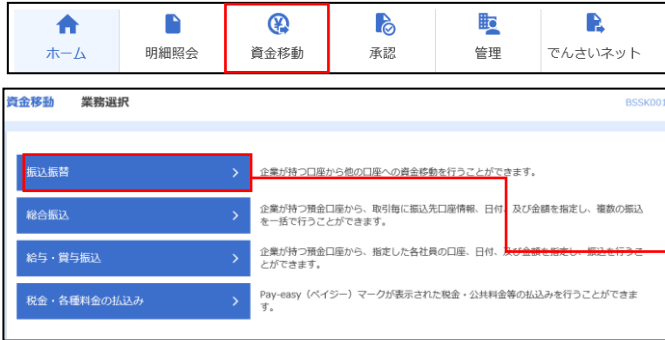 ホーム 明細照会 資金移動 承認 管理 でんさいネット
資金移動 業務選択 BSSK001
振込振替 企業が持つ口座から他の口座への資金移動を行うことができます。
総合振込 企業が持つ預金口座から、取引毎に振込先口座情報、日付、及び金額を指定し、複数の振込
を一括で行うことができます。
給与・賞与振込 企業が持つ預金口座から、指定した各社員の口座、日付、及び金額を指定し、振込を行うこ
とができます。
税金・各種料金の払込み Pay-easy（ペイジー）マークが表示された税金・公共料金等の払込みを行うことができま
す。